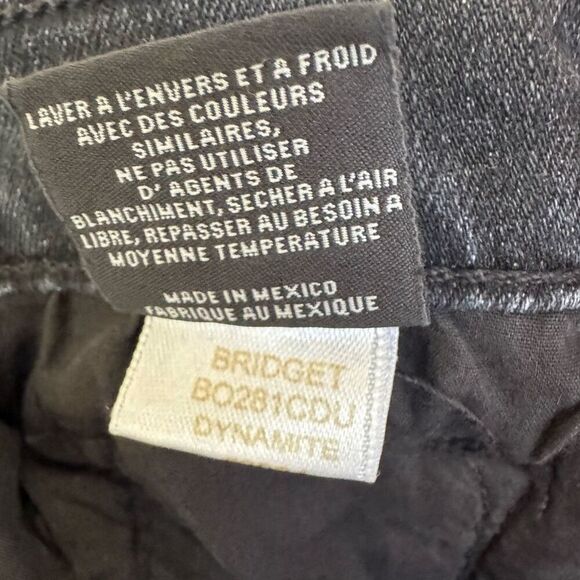 LAVER A L'ENVERS ET A FROID
AVEC DES COULEURS
SIMILAIRES,
NE PAS UTILISER
D' AGENTS DE
BLANCHIMENT, SECHER A L'AIR
LIBRE, REPASSER AU BESOIN A
MOYENNE TEMPERATURE
MADE IN MEXICO
FABRIQUE AU MEXIQUE
BRIDGET
BO281CDU
DYNAMITE